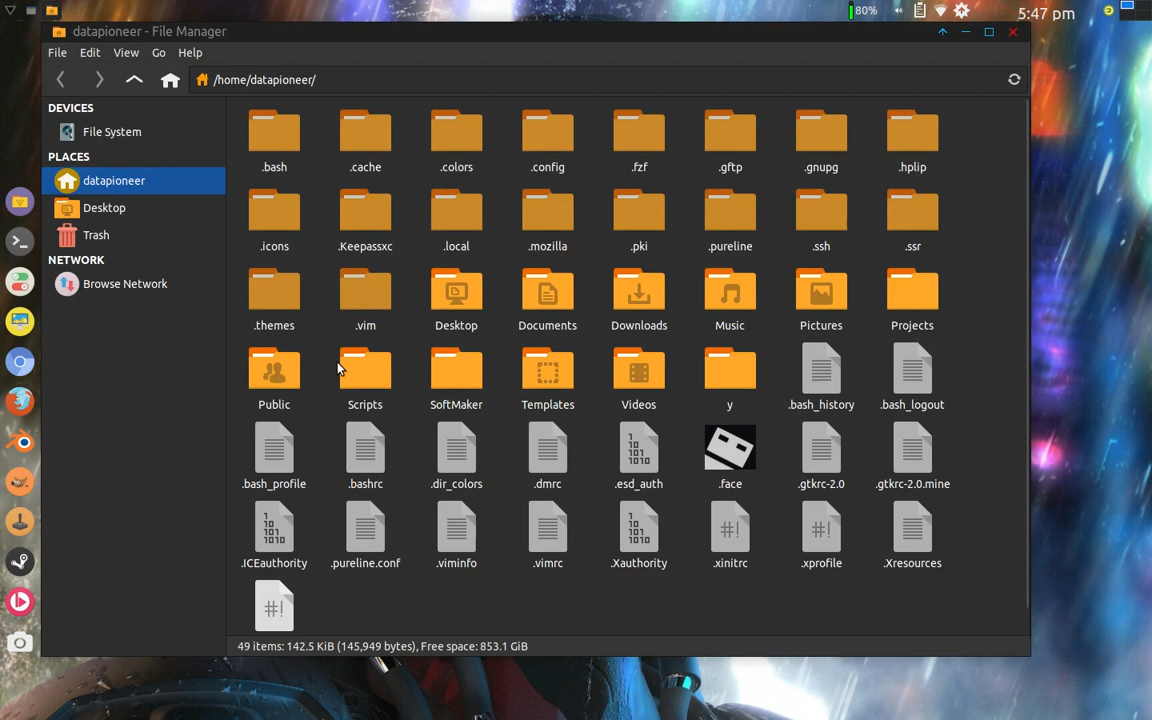 80%
5:47 pm
datapioneer - File Manager
File Edit View Go Help
/home/datapioneer/
DEVICES
File System
PLACES
datapioneer
Desktop
Trash
NETWORK
Browse Network
.bash .cache .colors .config .fzf .gftp .gnupg .hplip
.icons .Keepassxc .local .mozilla .pki .pureline .ssh .ssr
.themes .vim Desktop Documents Downloads Music Pictures Projects
Public Scripts SoftMaker Templates Videos y .bash_history .bash_logout
.bash_profile .bashrc .dir_colors .dmrc .esd_auth .face .gtkrc-2.0 .gtkrc-2.0.mine
.ICEauthority .pureline.conf .viminfo .vimrc .Xauthority .xinitrc .xprofile .Xresources
49 items: 142.5 KiB (145,949 bytes), Free space: 853.1 GiB